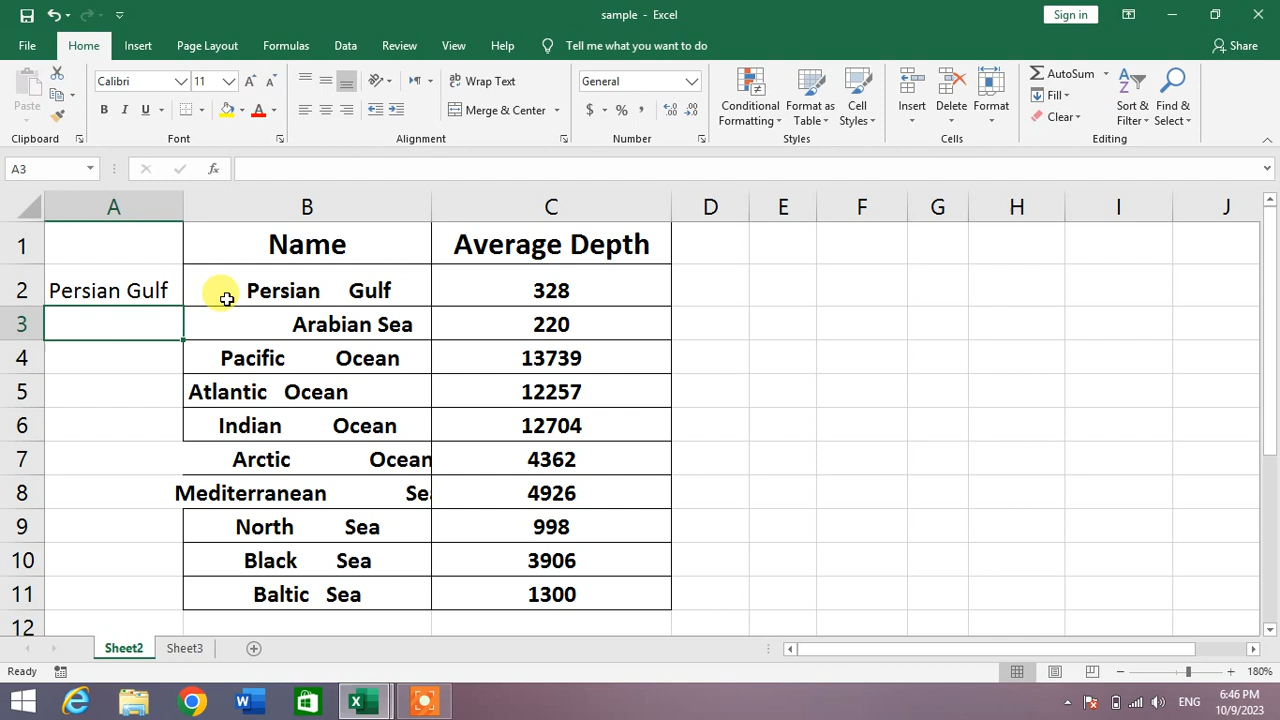 sample - Excel
Sign in
File Home Insert Page Layout Formulas Data Review View Help Tell me what you want to do Share
Paste
Calibri 11
B I U
A
Wrap Text
Merge & Center
General
$ % ,
Conditional Formatting
Format as Table
Cell Styles
Insert
Delete
Format
AutoSum
Fill
Clear
Sort & Filter
Find & Select
Clipboard Font Alignment Number Styles Cells Editing
A3 fx
A B C D E F G H I J
1 Name Average Depth
2 Persian Gulf Persian Gulf 328
3 Arabian Sea 220
4 Pacific Ocean 13739
5 Atlantic Ocean 12257
6 Indian Ocean 12704
7 Arctic Ocean 4362
8 Mediterranean Sea 4926
9 North Sea 998
10 Black Sea 3906
11 Baltic Sea 1300
12
Sheet2 Sheet3
Ready 180%
ENG
6:46 PM
10/9/2023